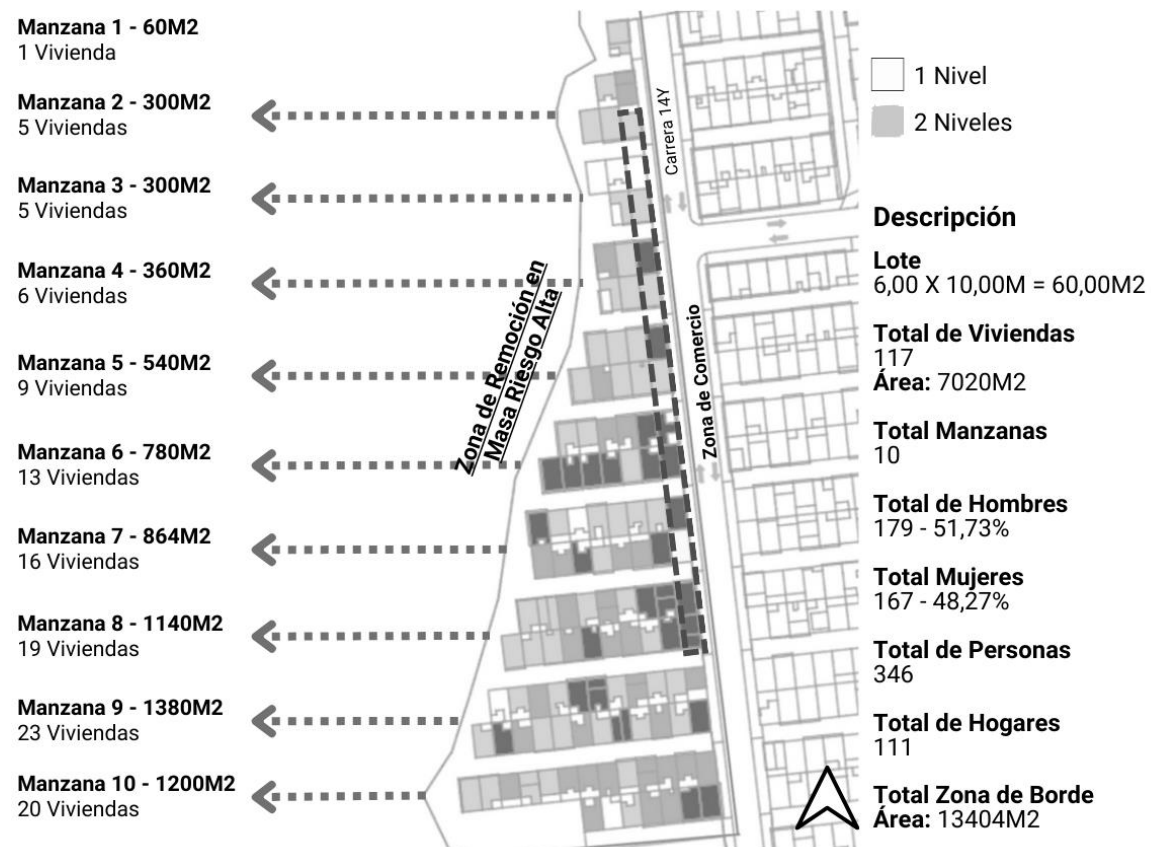 Manzana 1 - 60M2
1 Vivienda
Manzana 2 - 300M2
5 Viviendas
Manzana 3 - 300M2
5 Viviendas
Manzana 4 - 360M2
6 Viviendas
Manzana 5 - 540M2
9 Viviendas
Manzana 6 - 780M2
13 Viviendas
Manzana 7 - 864M2
16 Viviendas
Manzana 8 - 1140M2
19 Viviendas
Manzana 9 - 1380M2
23 Viviendas
Manzana 10 - 1200M2
20 Viviendas
Zona de Remoción en
Masa Riesgo Alta
Carrera 14Y
Zona de Comercio
1 Nivel
2 Niveles
Descripción
Lote
6,00 X 10,00M = 60,00M2
Total de Viviendas
117
Área: 7020M2
Total Manzanas
10
Total de Hombres
179 - 51,73%
Total Mujeres
167 - 48,27%
Total de Personas
346
Total de Hogares
111
Total Zona de Borde
Área: 13404M2